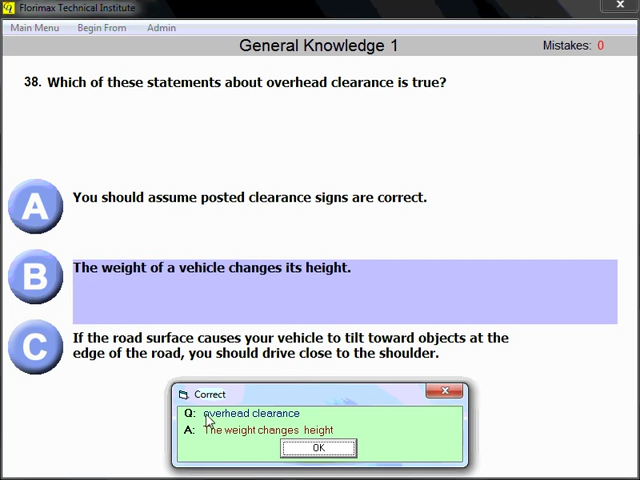 Florimax Technical Institute
Main Menu Begin From Admin
General Knowledge 1 Mistakes: 0
38. Which of these statements about overhead clearance is true?
A You should assume posted clearance signs are correct.
B The weight of a vehicle changes its height.
C If the road surface causes your vehicle to tilt toward objects at the
edge of the road, you should drive close to the shoulder.
Correct
Q: overhead clearance
A: The weight changes height
OK